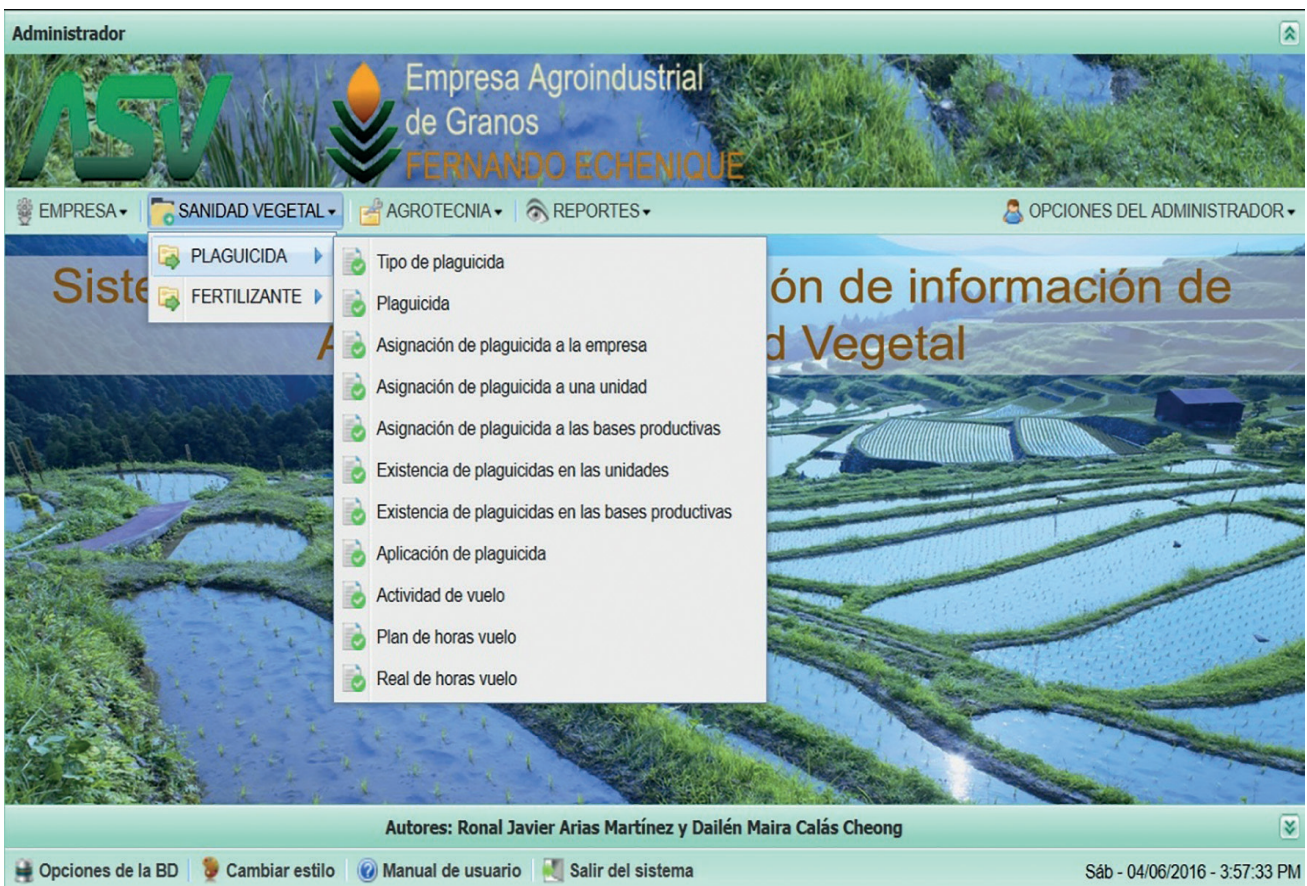 Administrador
ASV
Empresa Agroindustrial
de Granos
FERNANDO ECHENIQUE
EMPRESA
SANIDAD VEGETAL
AGROTECNIA
REPORTES
OPCIONES DEL ADMINISTRADOR
PLAGUICIDA
FERTILIZANTE
Tipo de plaguicida
Plaguicida
Asignación de plaguicida a la empresa
Asignación de plaguicida a una unidad
Asignación de plaguicida a las bases productivas
Existencia de plaguicidas en las unidades
Existencia de plaguicidas en las bases productivas
Aplicación de plaguicida
Actividad de vuelo
Plan de horas vuelo
Real de horas vuelo
de información de
Vegetal
Autores: Ronal Javier Arias Martínez y Dailén Maira Calás Cheong
Opciones de la BD
Cambiar estilo
Manual de usuario
Salir del sistema
Sáb - 04/06/2016 - 3:57:33 PM